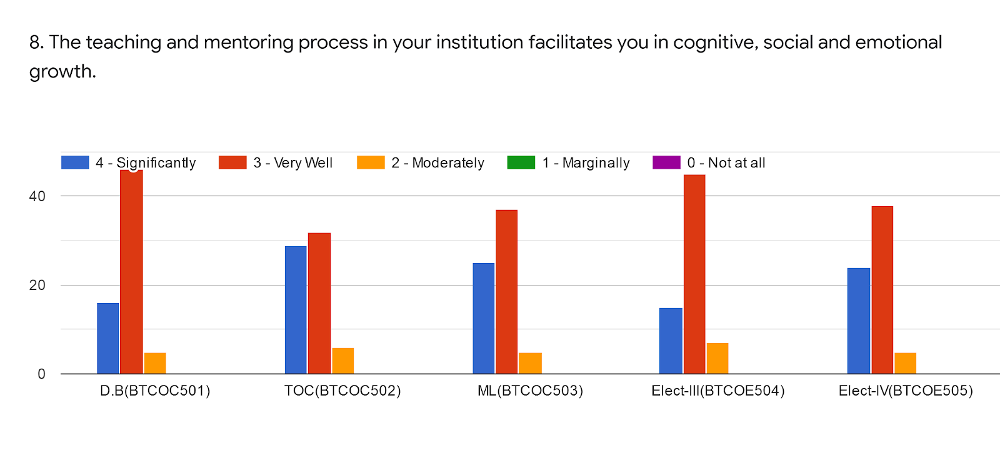 8. The teaching and mentoring process in your institution facilitates you in cognitive, social and emotional
growth.
4 - Significantly 3 - Very Well 2 - Moderately 1 - Marginally 0 - Not at all
40
20
0
D.B(BTCOC501) TOC(BTCOC502) ML(BTCOC503) Elect-III(BTCOE504) Elect-IV(BTCOE505)